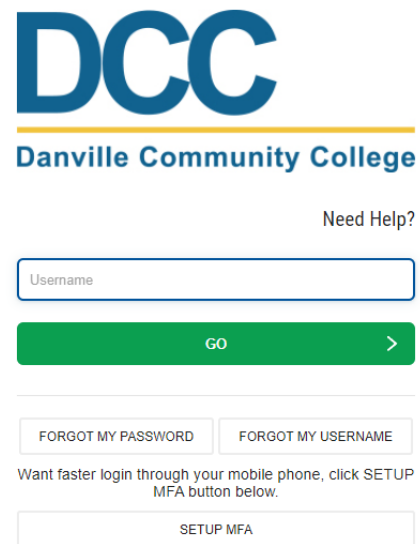 DCC
Danville Community College
Need Help?
Username
GO
FORGOT MY PASSWORD
FORGOT MY USERNAME
Want faster login through your mobile phone, click SETUP
MFA button below.
SETUP MFA